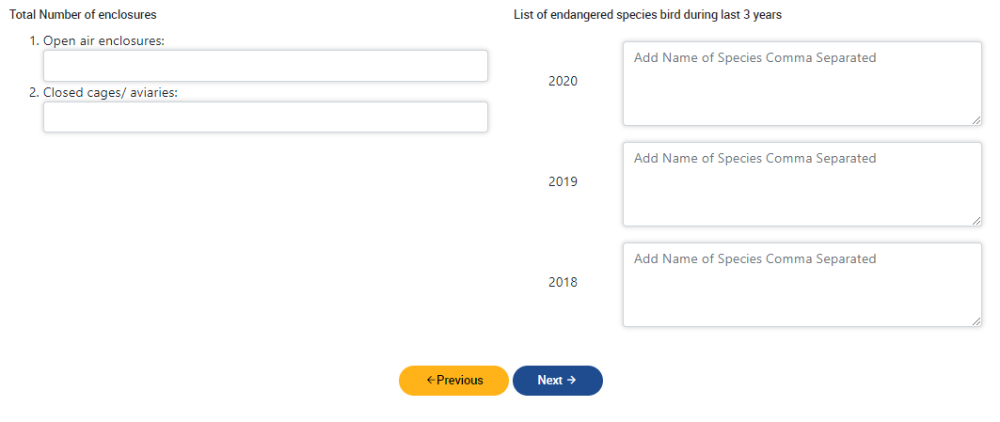 Total Number of enclosures
1. Open air enclosures:
2. Closed cages/ aviaries:
List of endangered species bird during last 3 years
2020
Add Name of Species Comma Separated
2019
Add Name of Species Comma Separated
2018
Add Name of Species Comma Separated
←Previous
Next →